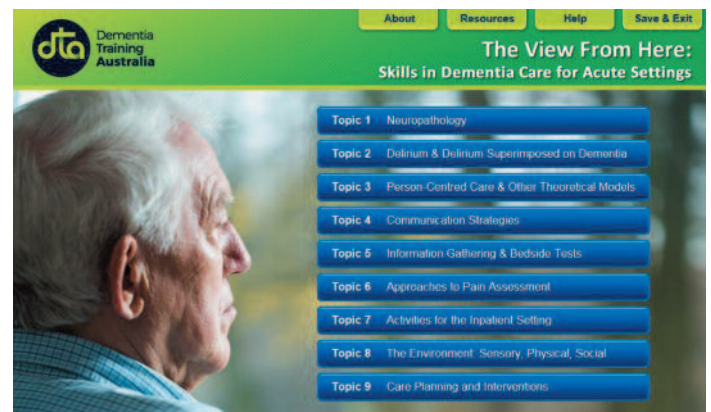 About Resources Help Save & Exit
dta
Dementia
Training
Australia
The View From Here:
Skills in Dementia Care for Acute Settings
Topic 1 Neuropathology
Topic 2 Delirium & Delirium Superimposed on Dementia
Topic 3 Person-Centred Care & Other Theoretical Models
Topic 4 Communication Strategies
Topic 5 Information Gathering & Bedside Tests
Topic 6 Approaches to Pain Assessment
Topic 7 Activities for the Inpatient Setting
Topic 8 The Environment: Sensory, Physical, Social
Topic 9 Care Planning and Interventions